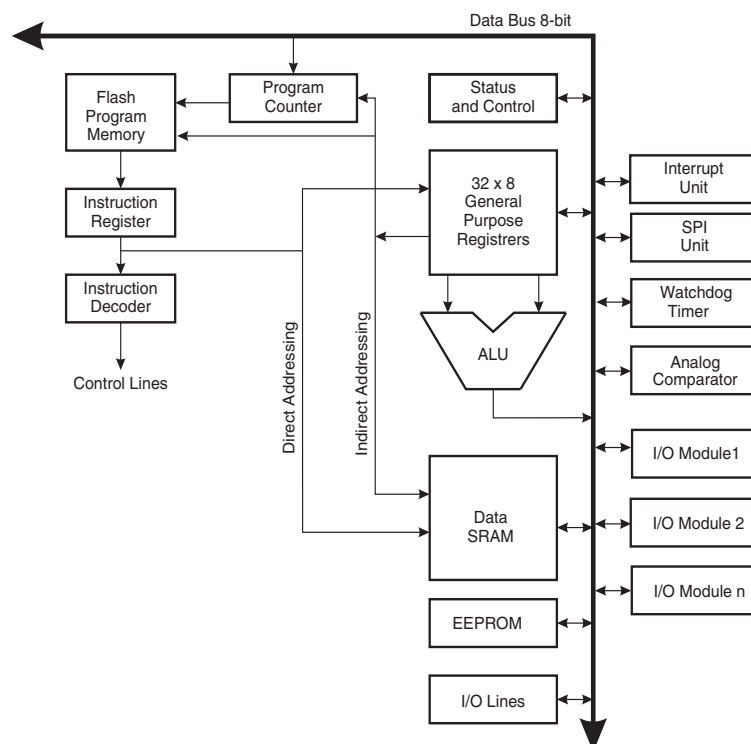 Data Bus 8-bit
Flash
Program
Memory
Program
Counter
Status
and Control
Instruction
Register
32 x 8
General
Purpose
Registrers
Interrupt
Unit
SPI
Unit
Instruction
Decoder
Watchdog
Timer
ALU
Analog
Comparator
Control Lines
Direct Addressing
Indirect Addressing
I/O Module1
Data
SRAM
I/O Module 2
I/O Module n
EEPROM
I/O Lines